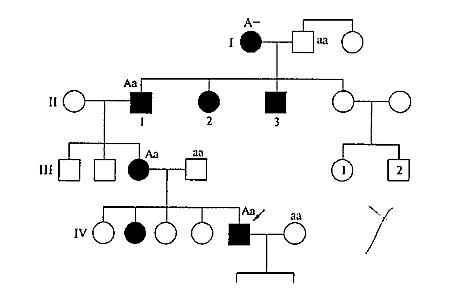 A–
I aa
Aa
II
1 2 3
Aa aa
III 1 2
Aa aa
IV